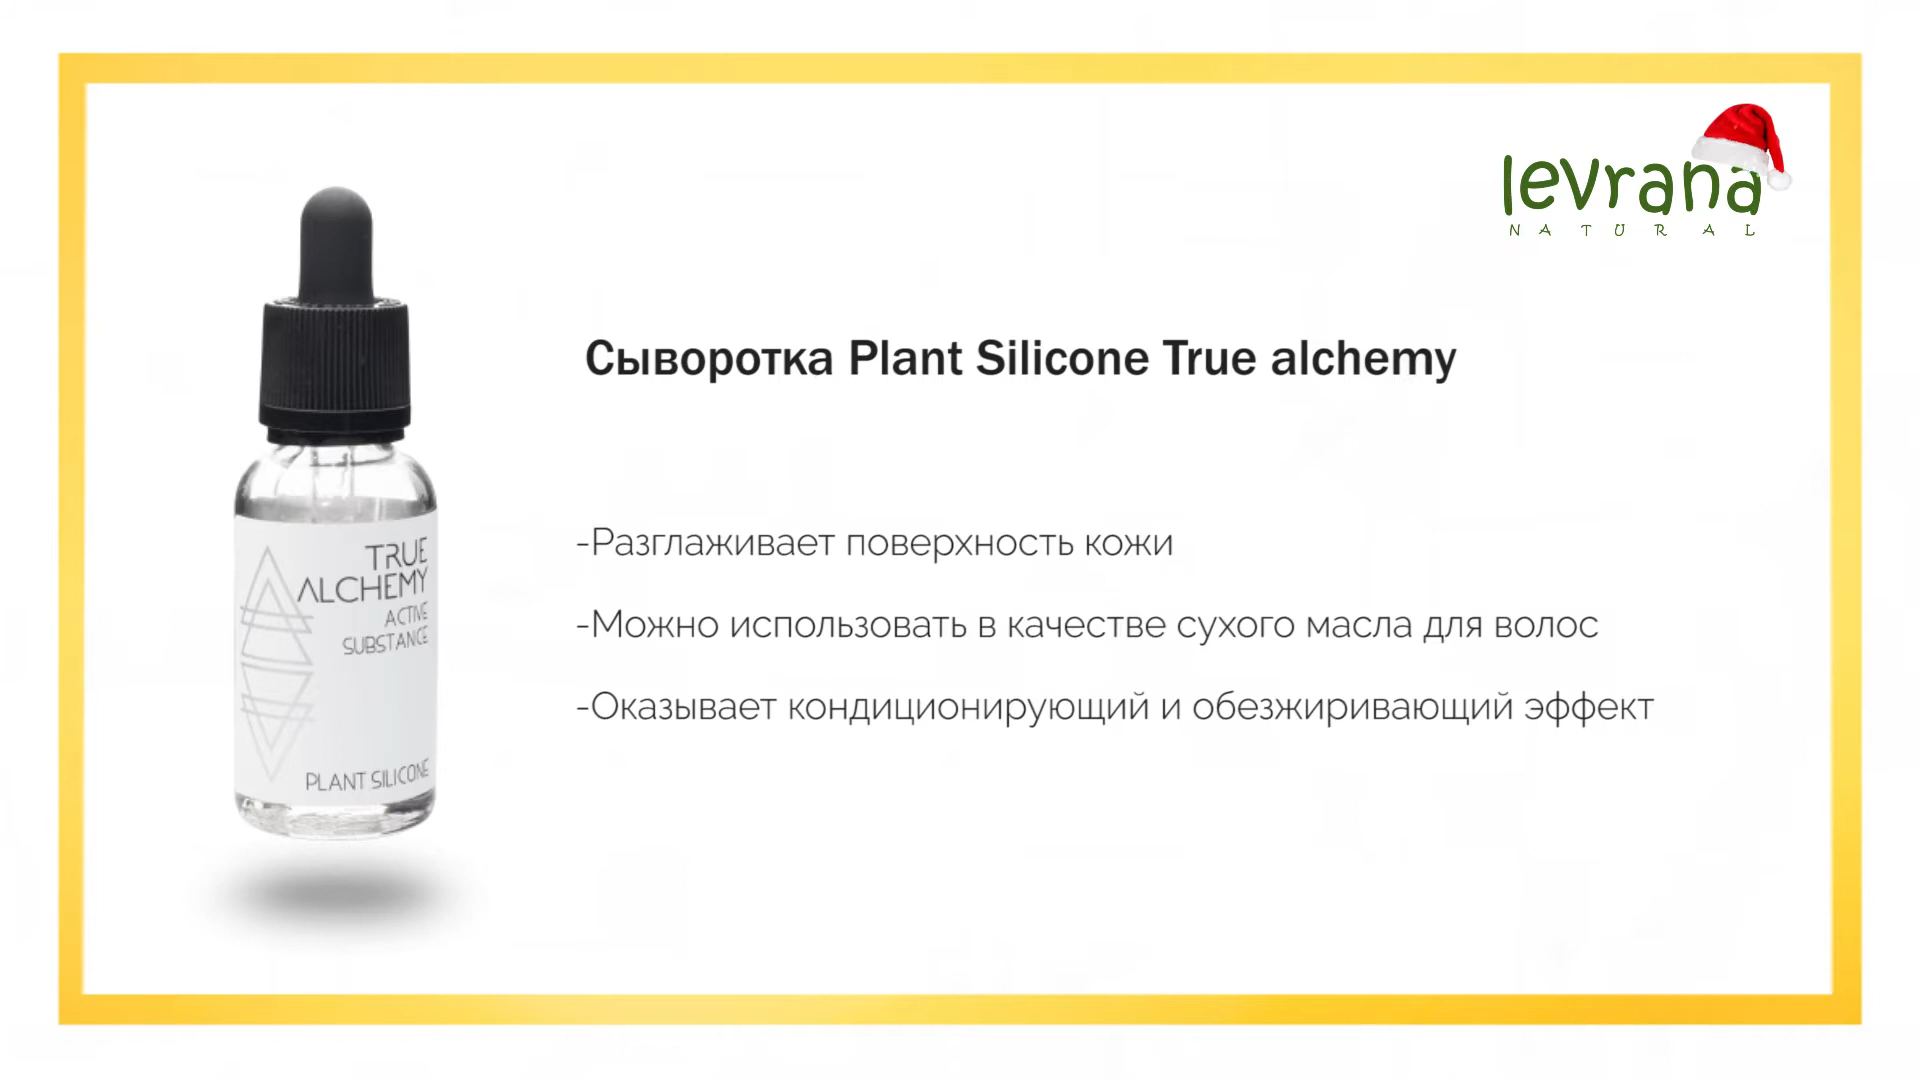 levrana
NATURAL
Сыворотка Plant Silicone True alchemy
-Разглаживает поверхность кожи
-Можно использовать в качестве сухого масла для волос
-Оказывает кондиционирующий и обезжиривающий эффект
TRUE
ALCHEMY
ACTIVE
SUBSTANCE
PLANT SILICONE